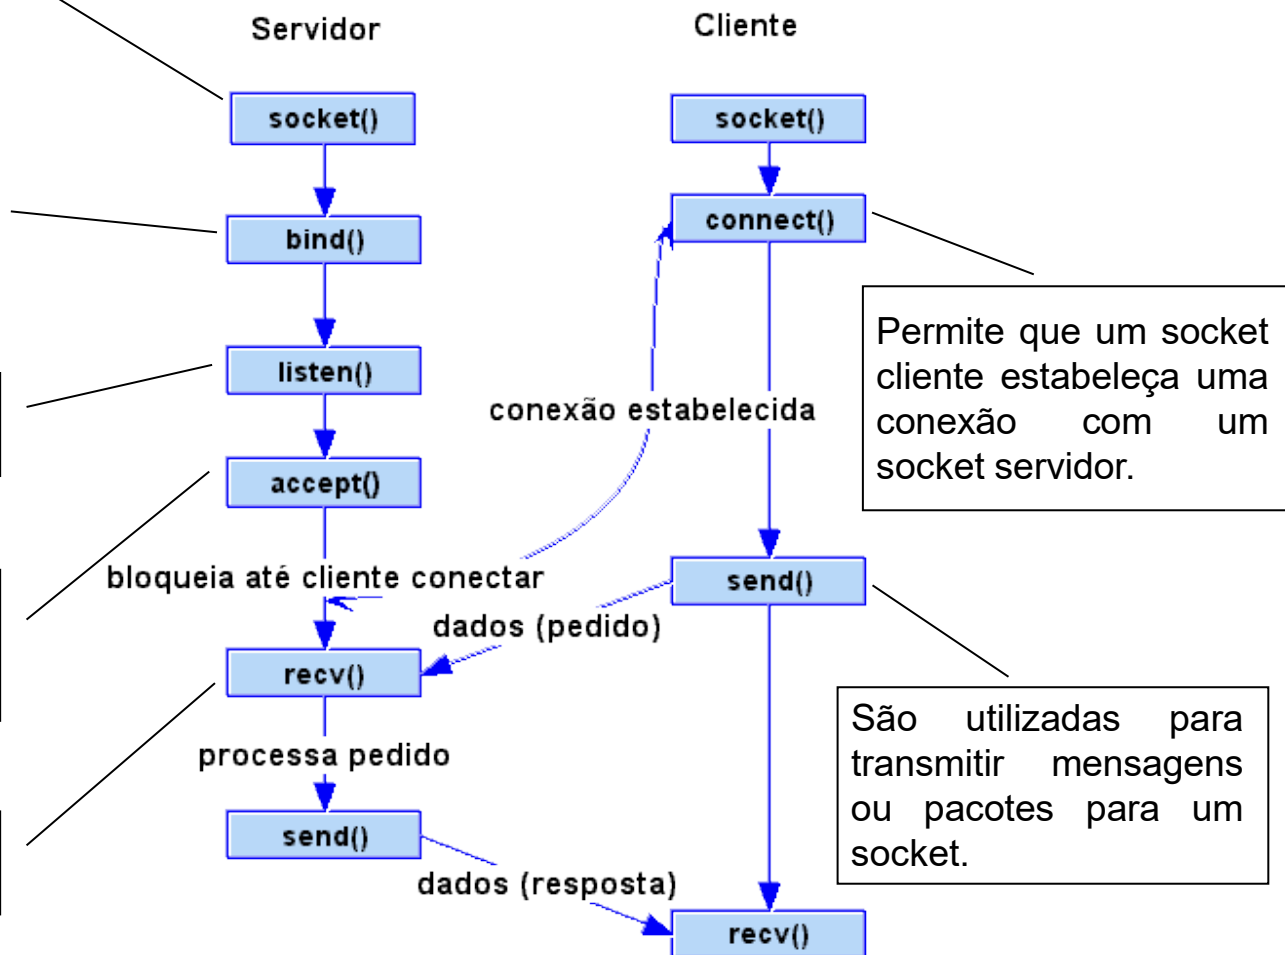 Servidor
Cliente
socket()
socket()
bind()
connect()
listen()
Permite que um socket
cliente estabeleça uma
conexão com um
socket servidor.
conexão estabelecida
accept()
bloqueia até cliente conectar
send()
dados (pedido)
recv()
São utilizadas para
transmitir mensagens
ou pacotes para um
socket.
processa pedido
send()
dados (resposta)
recv()